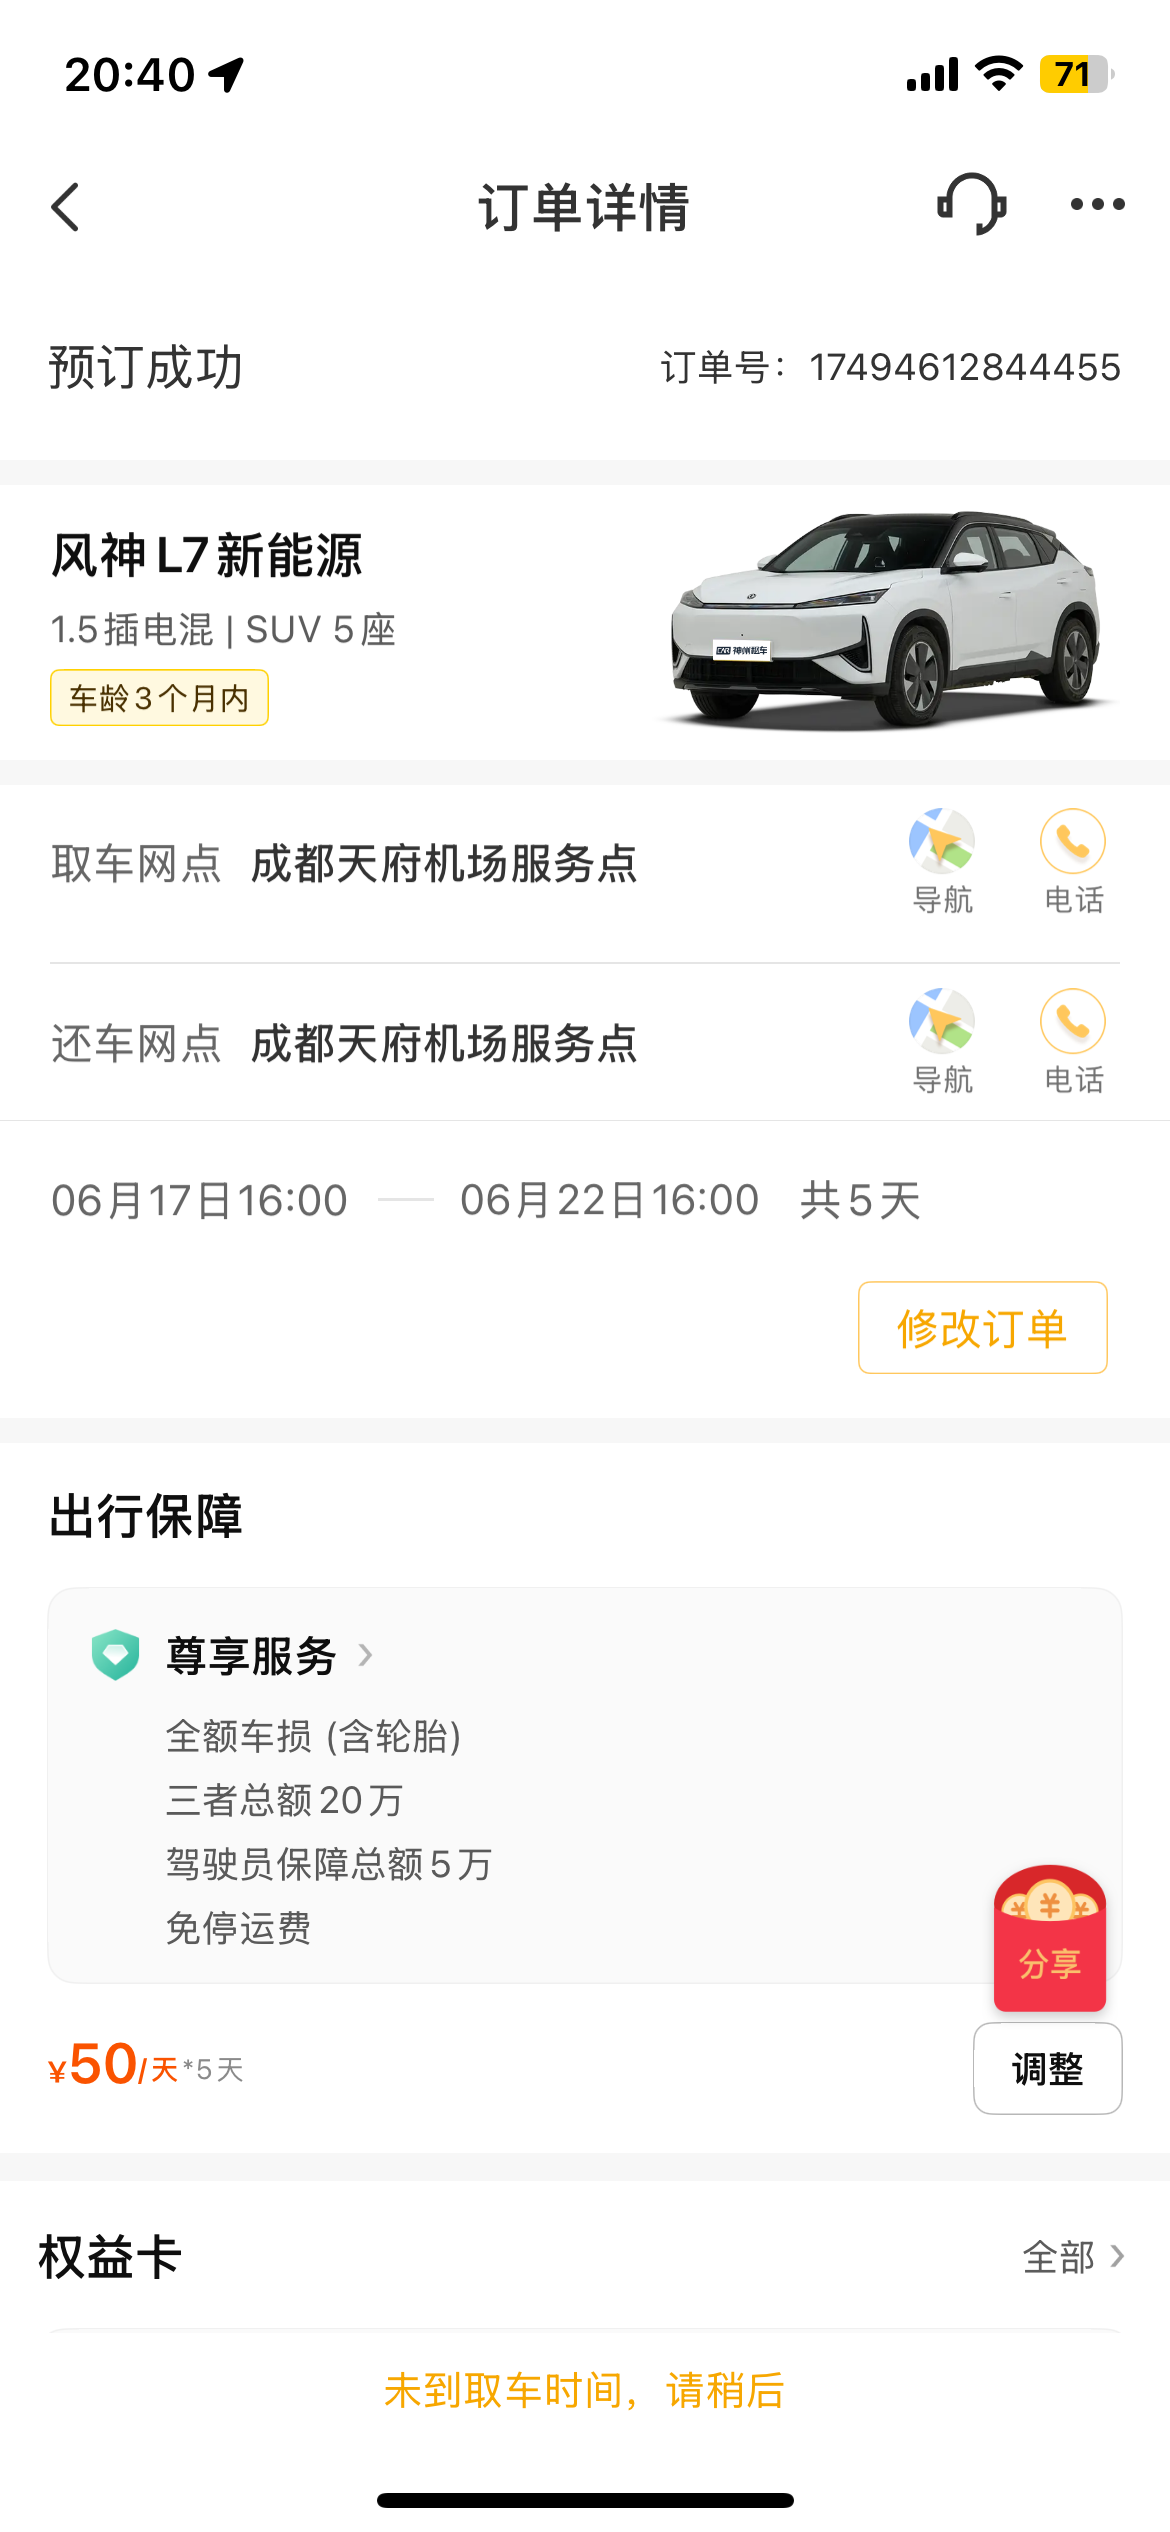 20:40
71
订单详情
预订成功
订单号：17494612844455
风神L7新能源
1.5插电混 | SUV 5座
车龄3个月内
CAR 神州租车
取车网点 成都天府机场服务点
导航 电话
还车网点 成都天府机场服务点
导航 电话
06月17日16:00 — 06月22日16:00 共5天
修改订单
出行保障
尊享服务 >
全额车损 (含轮胎)
三者总额20万
驾驶员保障总额5万
免停运费
¥ ¥ ¥
分享
¥50/天*5天
调整
权益卡
全部 >
未到取车时间，请稍后